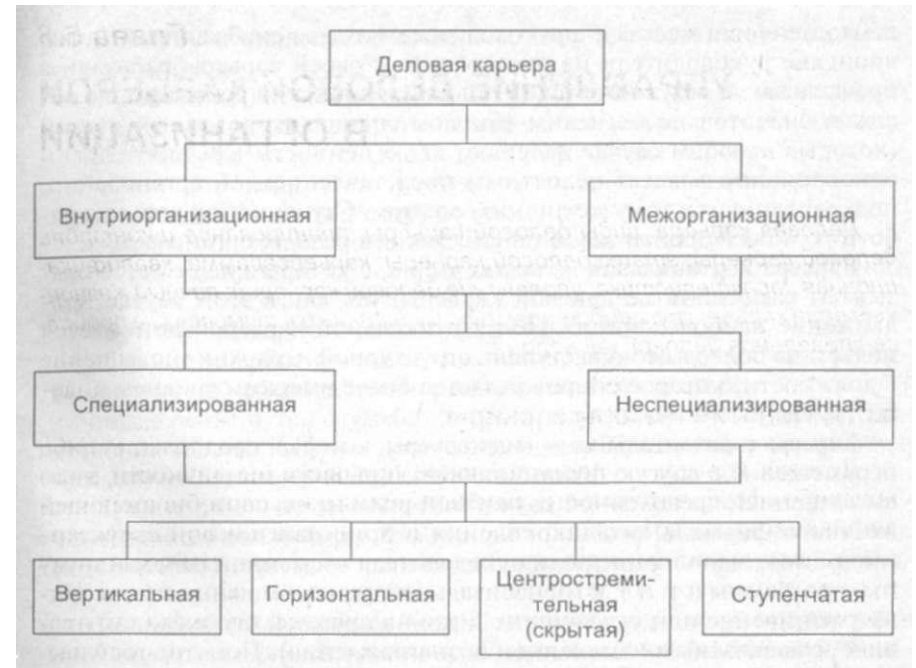 Деловая карьера
Внутриорганизационная
Межорганизационная
Специализированная
Неспециализированная
Вертикальная
Горизонтальная
Центростреми-
тельная
(скрытая)
Ступенчатая